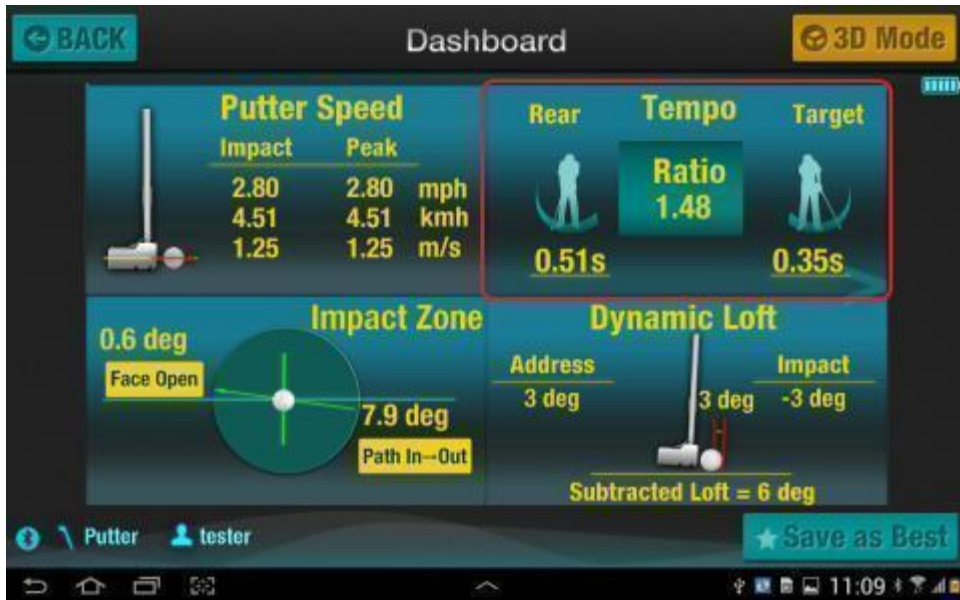 BACK
Dashboard
3D Mode
Putter Speed
Impact Peak
2.80 2.80 mph
4.51 4.51 kmh
1.25 1.25 m/s
Rear Tempo Target
Ratio
1.48
0.51s 0.35s
Impact Zone
0.6 deg
Face Open
7.9 deg
Path In→Out
Dynamic Loft
Address Impact
3 deg 3 deg -3 deg
Subtracted Loft = 6 deg
Putter tester
Save as Best
11:09